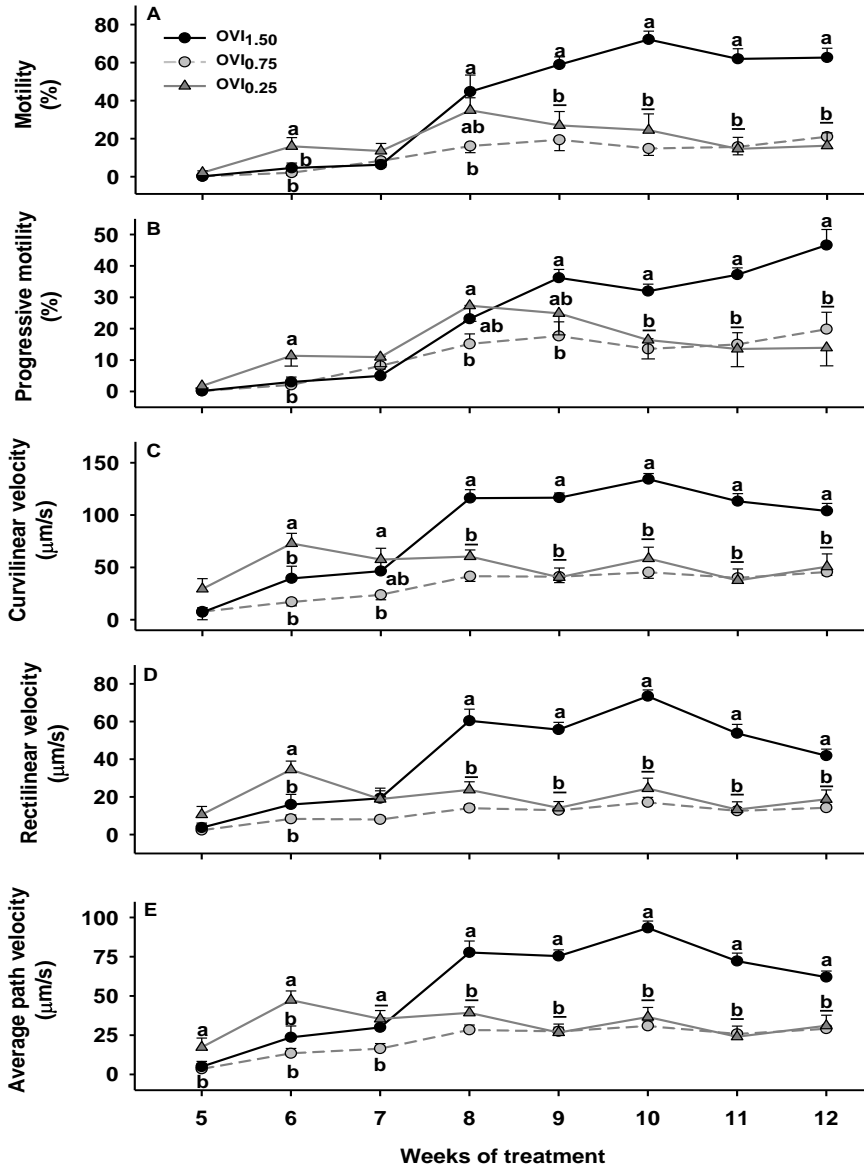 A
OVI1.50
OVI0.75
OVI0.25
Motility
(%)
80
60
40
20
0
a
b
b
a
ab
b
a
b
a
b
a
b
a
b
B
Progressive motility
(%)
50
40
30
20
10
0
a
b
a
ab
b
a
ab
b
a
b
a
b
a
b
C
Curvilinear velocity
(μm/s)
150
100
50
0
a
b
b
a
ab
b
a
b
a
b
a
b
a
b
a
b
D
Rectilinear velocity
(μm/s)
80
60
40
20
0
a
b
b
a
b
a
b
a
b
a
b
a
b
E
Average path velocity
(μm/s)
100
75
50
25
0
a
b
a
b
b
a
b
a
b
a
b
a
b
a
b
a
b
5 6 7 8 9 10 11 12
Weeks of treatment